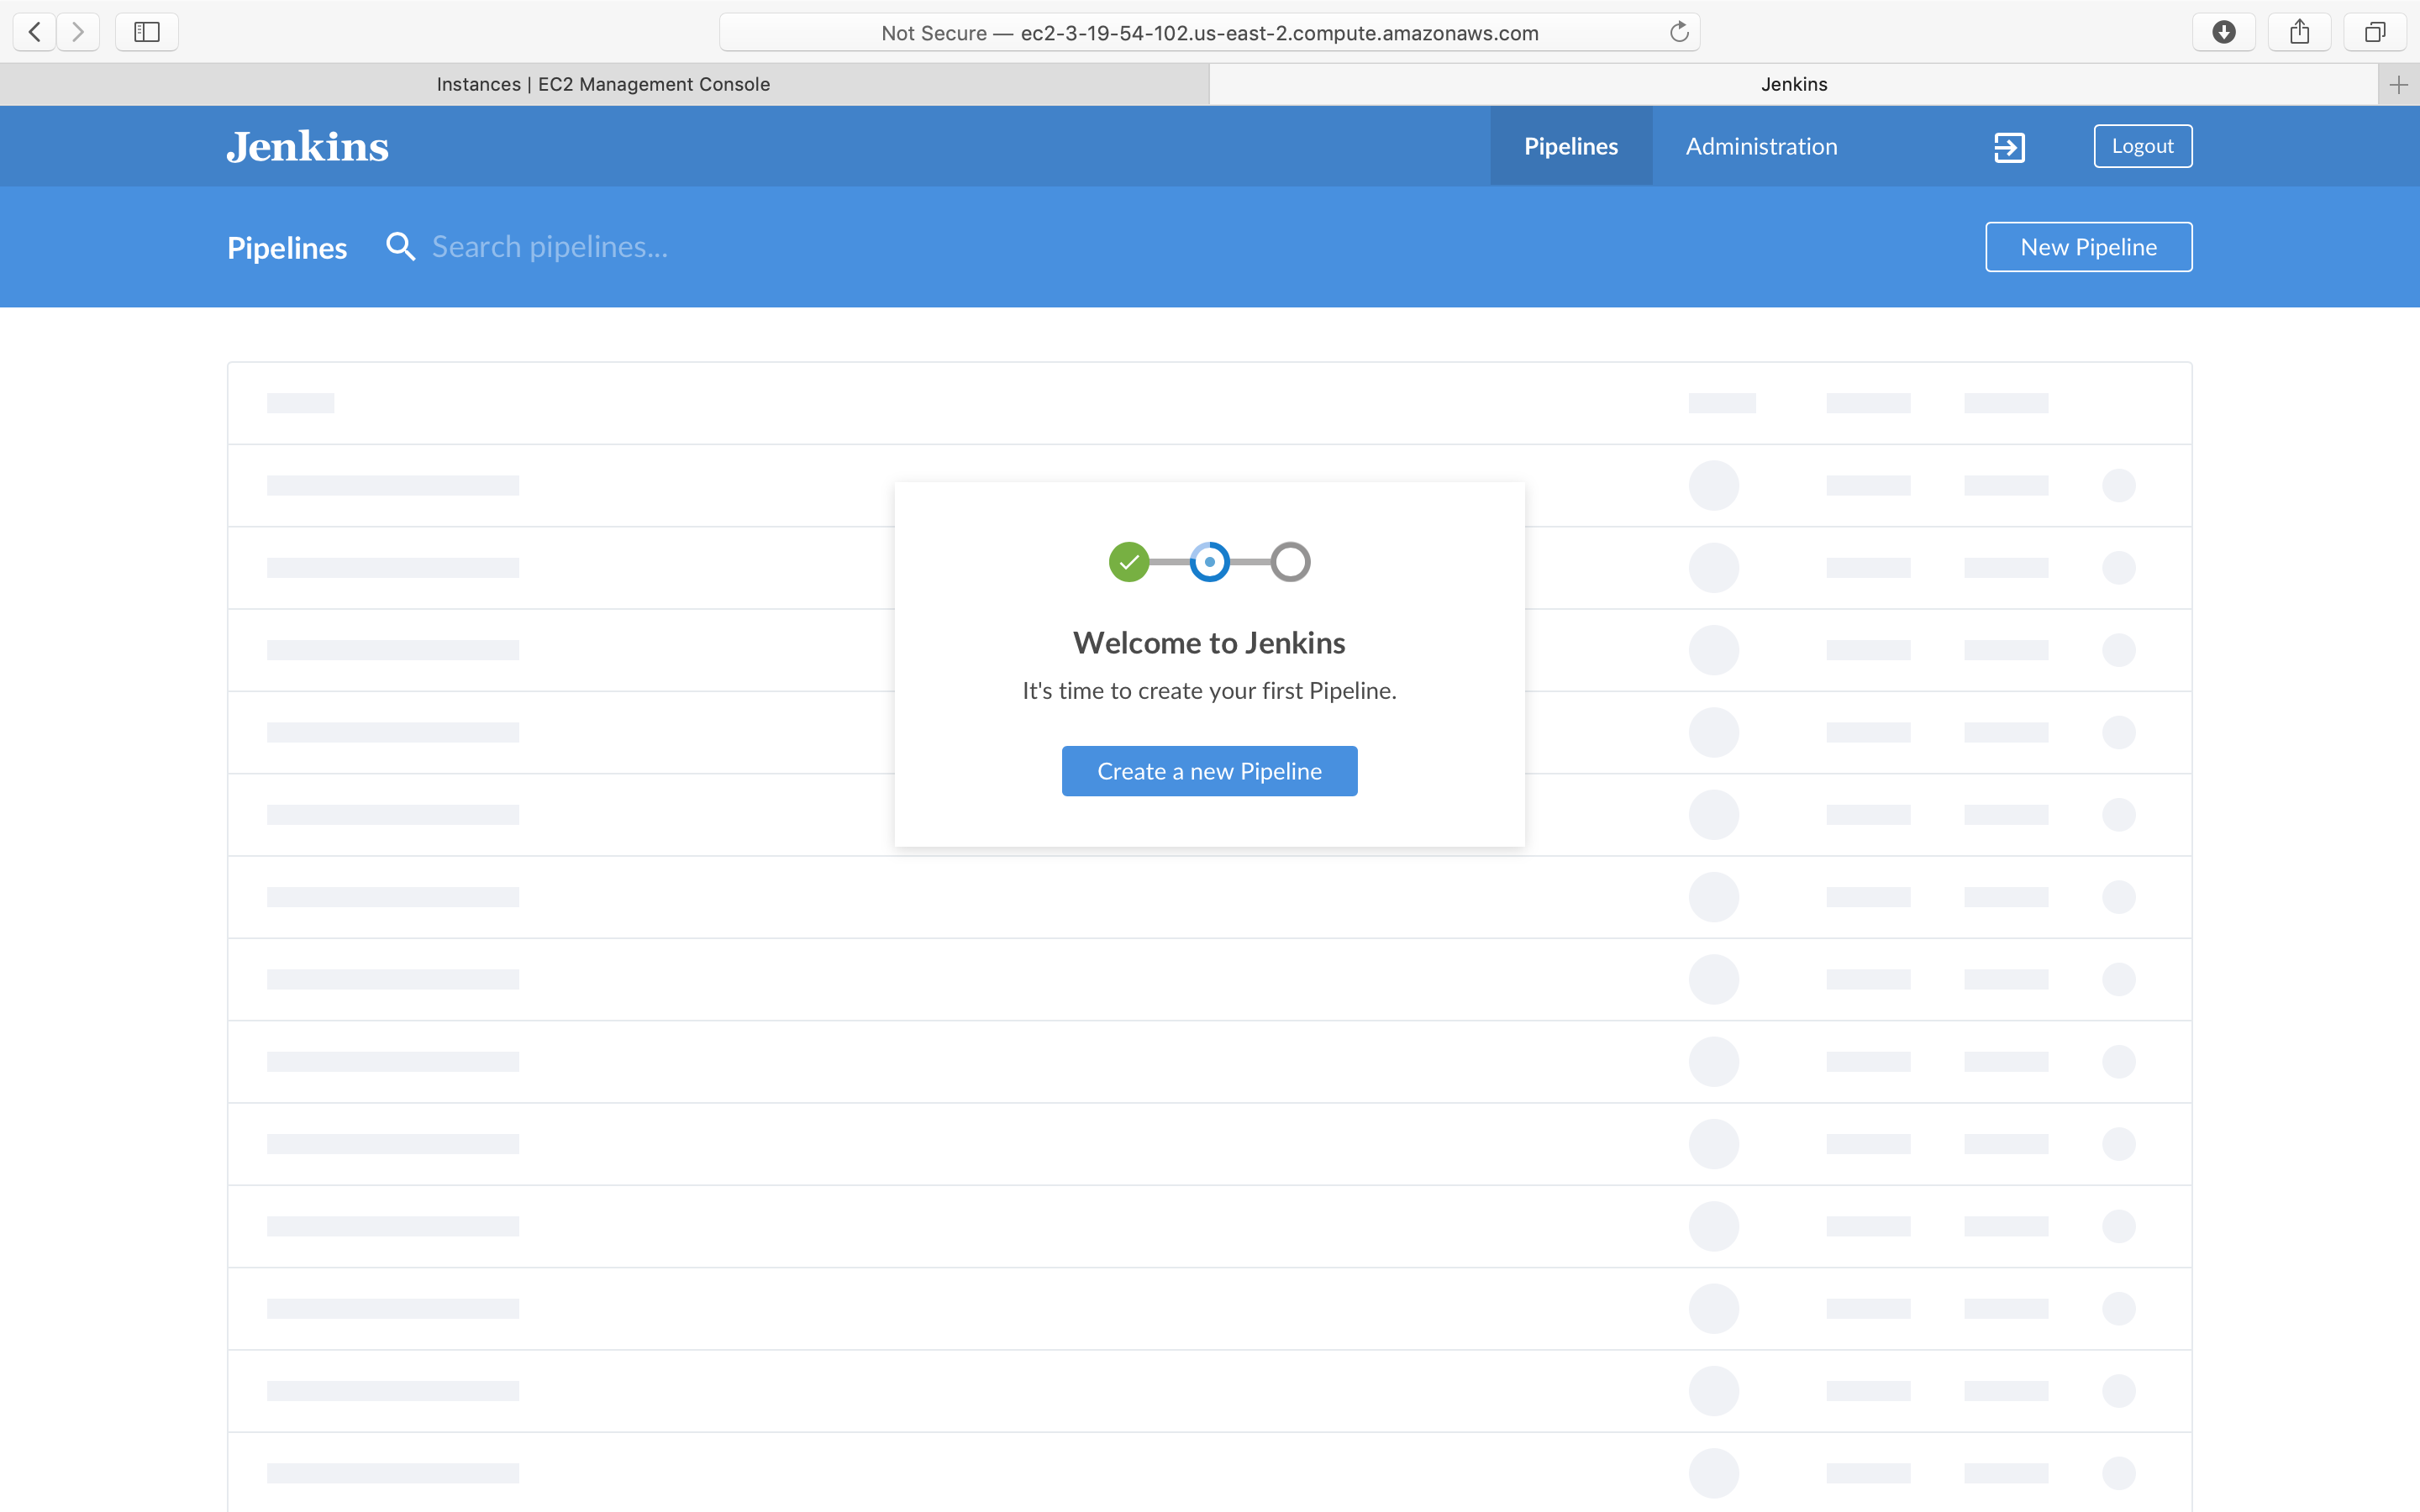 Not Secure — ec2-3-19-54-102.us-east-2.compute.amazonaws.com
Instances | EC2 Management Console
Jenkins
Jenkins
Pipelines
Administration
Logout
Pipelines
Search pipelines...
New Pipeline
Welcome to Jenkins
It's time to create your first Pipeline.
Create a new Pipeline